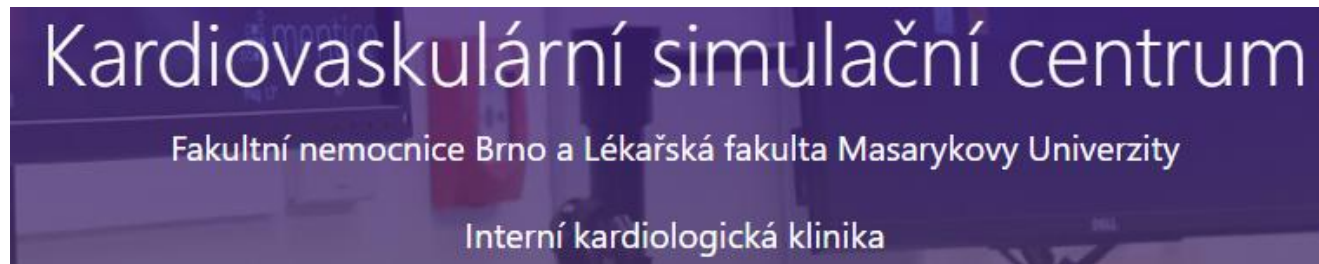 Kardiovaskulární simulační centrum
Fakultní nemocnice Brno a Lékařská fakulta Masarykovy Univerzity
Interní kardiologická klinika